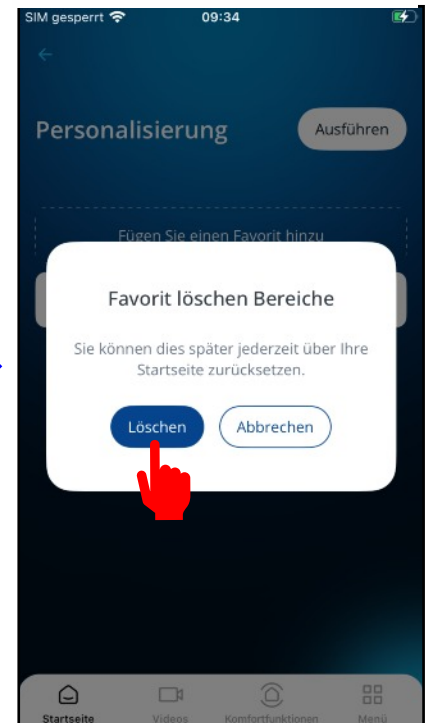 SIM gesperrt 09:34
Personalisierung
Ausführen
Fügen Sie einen Favorit hinzu
Favorit löschen Bereiche
Sie können dies später jederzeit über Ihre
Startseite zurücksetzen.
Löschen Abbrechen
Startseite Videos Komfortfunktionen Menü